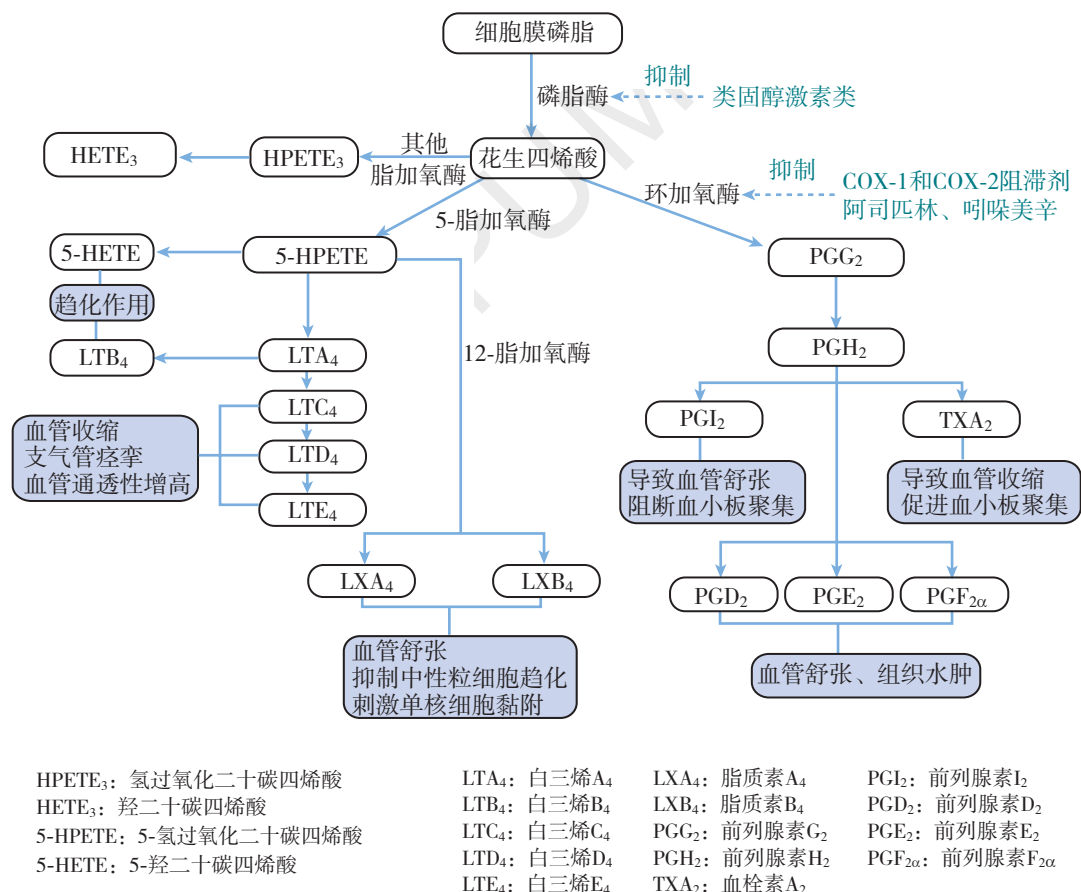 细胞膜磷脂
抑制
磷脂酶
类固醇激素类
HETE₃
HPETE₃
其他
脂加氧酶
花生四烯酸
抑制
环加氧酶
COX-1和COX-2阻滞剂
阿司匹林、吲哚美辛
5-脂加氧酶
5-HETE
5-HPETE
PGG₂
趋化作用
LTB₄
LTA₄
12-脂加氧酶
PGH₂
LTC₄
血管收缩
支气管痉挛
血管通透性增高
LTD₄
LTE₄
PGI₂
TXA₂
导致血管舒张
阻断血小板聚集
导致血管收缩
促进血小板聚集
LXA₄
LXB₄
PGD₂
PGE₂
PGF₂α
血管舒张
抑制中性粒细胞趋化
刺激单核细胞黏附
血管舒张、组织水肿
HPETE₃：氢过氧化二十碳四烯酸
HETE₃：羟二十碳四烯酸
5-HPETE：5-氢过氧化二十碳四烯酸
5-HETE：5-羟二十碳四烯酸
LTA₄：白三烯A₄
LTB₄：白三烯B₄
LTC₄：白三烯C₄
LTD₄：白三烯D₄
LTE₄：白三烯E₄
LXA₄：脂质素A₄
LXB₄：脂质素B₄
PGG₂：前列腺素G₂
PGH₂：前列腺素H₂
TXA₂：血栓素A₂
PGI₂：前列腺素I₂
PGD₂：前列腺素D₂
PGE₂：前列腺素E₂
PGF₂α：前列腺素F₂α